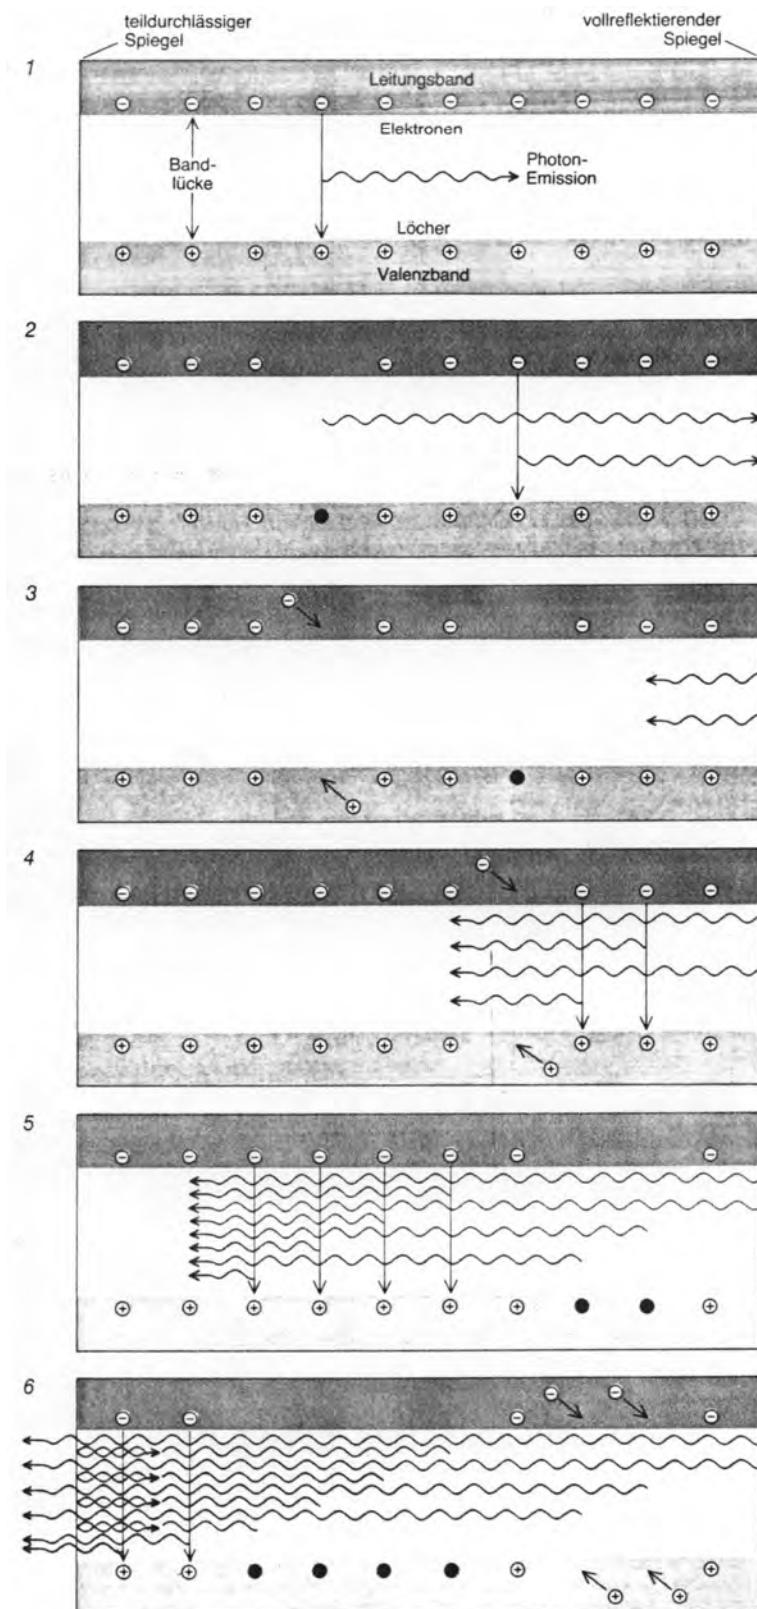 teildurchlässiger
Spiegel
vollreflektierender
Spiegel
1
Leitungsband
Elektronen
Band-
lücke
Photon-
Emission
Löcher
Valenzband
2
3
4
5
6